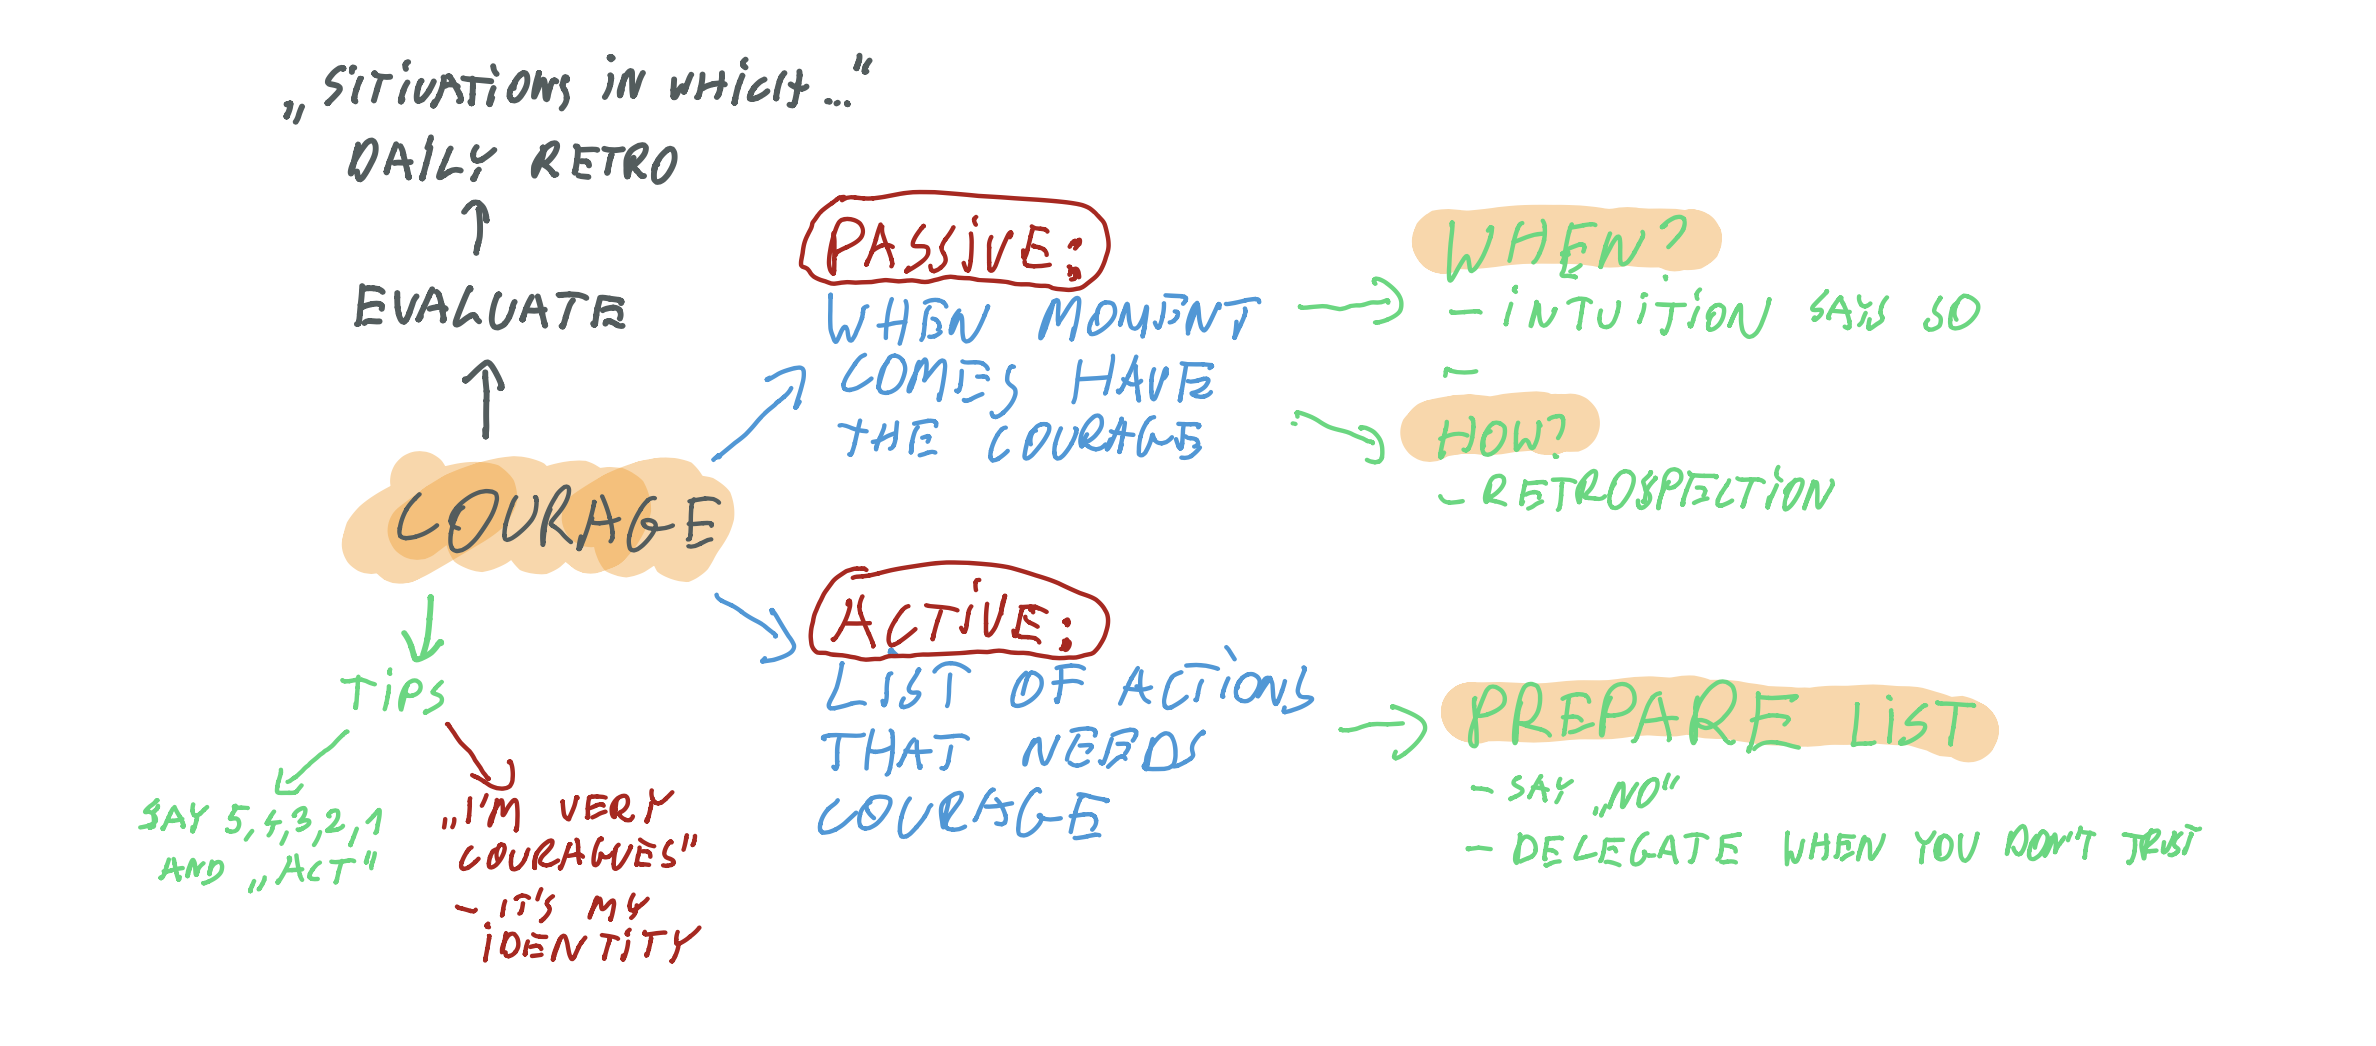 „SITIUATIONS IN WHICH..."
DAILY RETRO
EVALUATE
COURAGE
PASSIVE:
WHEN MOMENT
COMES HAVE
THE COURAGE
WHEN?
- INTUITION SAYS SO
-
HOW?
- RETROSPECTION
ACTIVE:
LIST OF ACTIONS
THAT NEEDS
COURAGE
PREPARE LIST
- SAY „NO"
- DELEGATE WHEN YOU DON'T TRUST
TIPS
SAY 5,4,3,2,1
AND „ACT"
„I'M VERY
COURAGUES"
- IT'S MY
IDENTITY